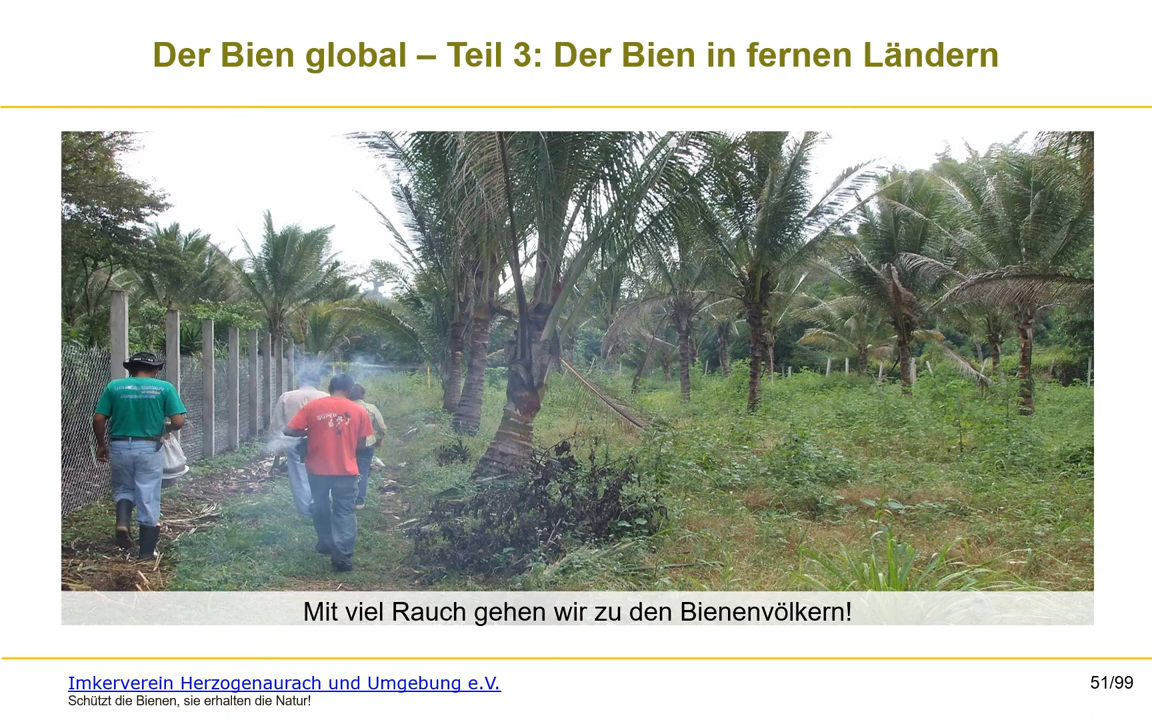 Der Bien global – Teil 3: Der Bien in fernen Ländern
Mit viel Rauch gehen wir zu den Bienenvölkern!
Imkerverein Herzogenaurach und Umgebung e.V.
Schützt die Bienen, sie erhalten die Natur!
51/99